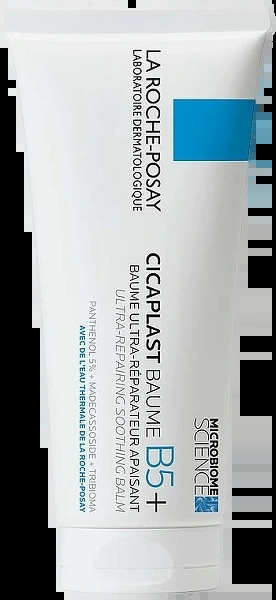 LA ROCHE-POSAY
LABORATOIRE DERMATOLOGIQUE
CICAPLAST BAUME B5+
BAUME ULTRA-RÉPARATEUR APAISANT
ULTRA-REPAIRING SOOTHING BALM
PANTHENOL 5% + MADECASSOSIDE + TRIBIOMA
AVEC DE L'EAU THERMALE DE LA ROCHE-POSAY
MICROBIOME
SCIENCE